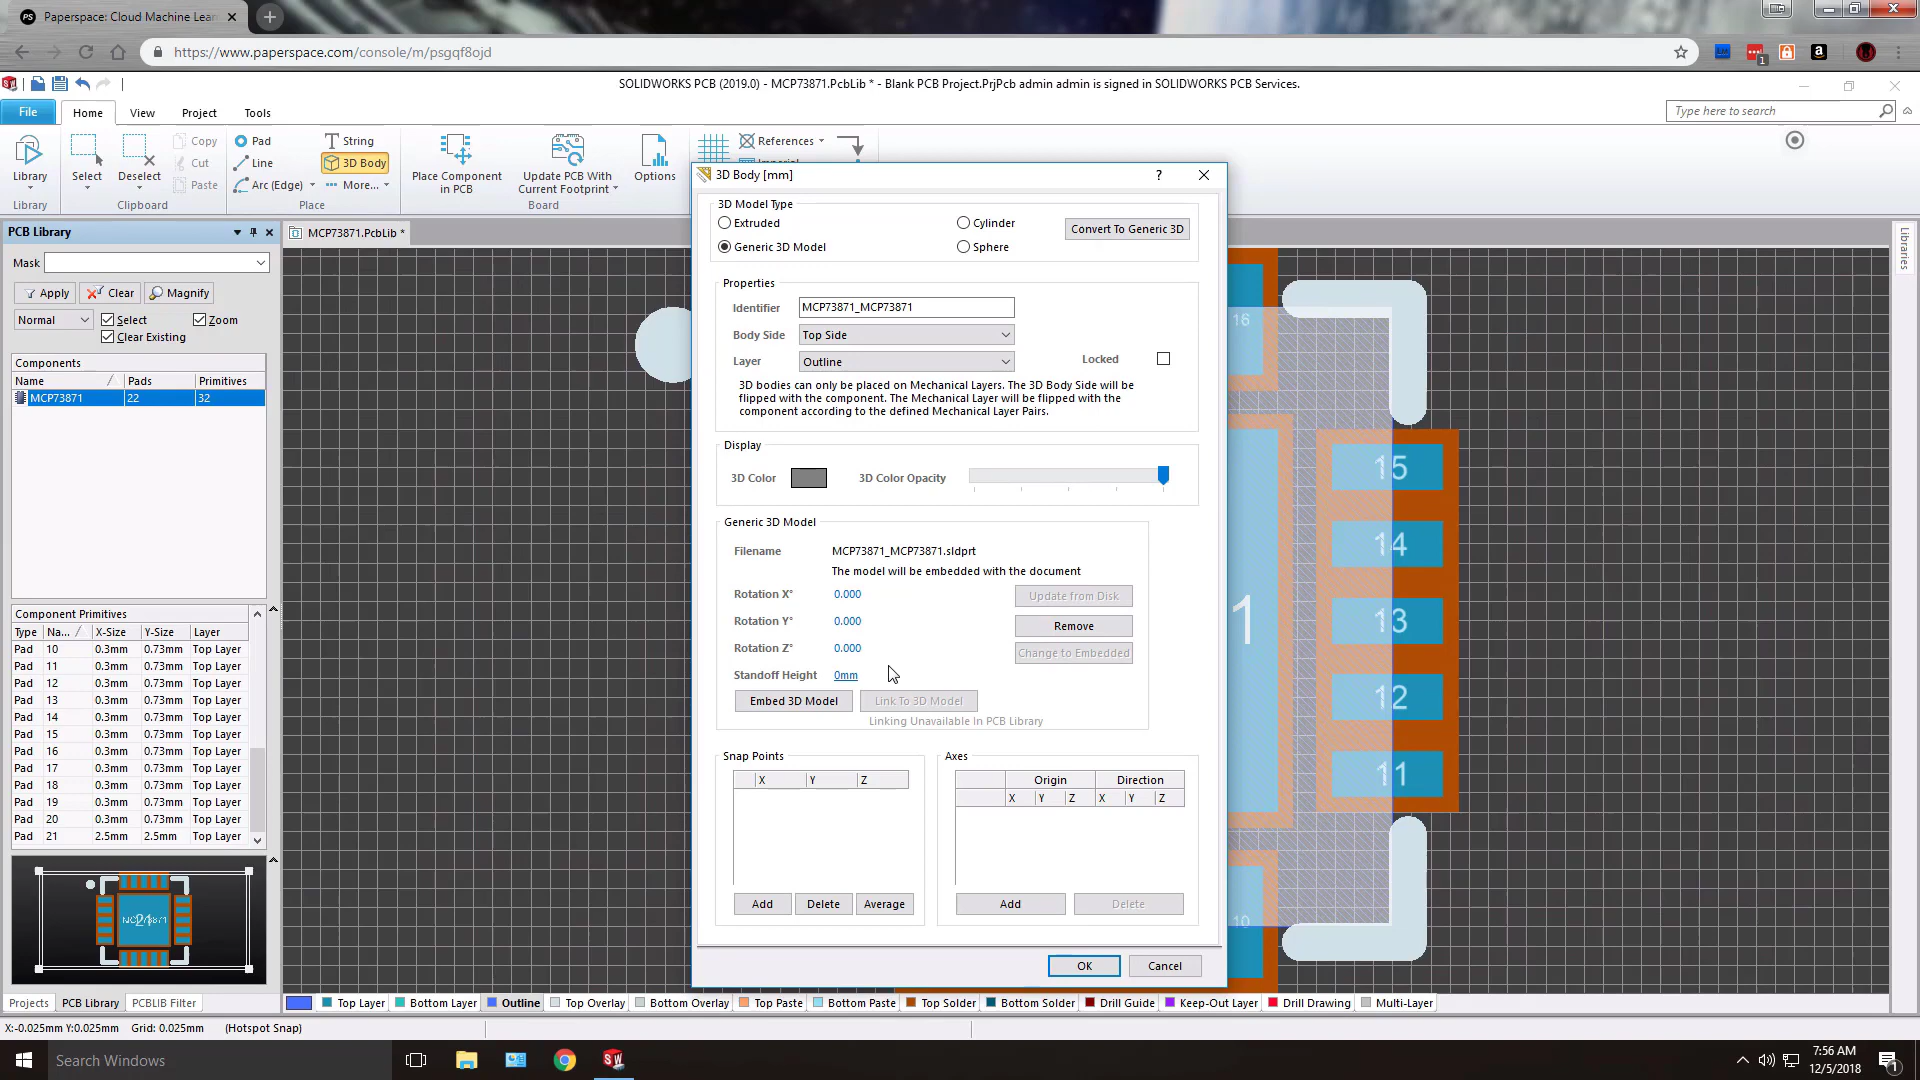 Paperspace: Cloud Machine Lear
https://www.paperspace.com/console/m/psgqf8ojd
SOLIDWORKS PCB (2019.0) - MCP73871.PcbLib * - Blank PCB Project.PrjPcb admin admin is signed in SOLIDWORKS PCB Services.
File Home View Project Tools
Type here to search
Library
Select
Deselect
Copy
Cut
Paste
Pad
Line
Arc (Edge)
String
3D Body
More...
Place Component
in PCB
Update PCB With
Current Footprint
Options
References
Library Clipboard Place Board
PCB Library
MCP73871.PcbLib *
Libraries
Mask
Apply Clear Magnify
Normal Select Zoom
Clear Existing
Components
Name Pads Primitives
MCP73871 22 32
Component Primitives
Type Na... X-Size Y-Size Layer
Pad 10 0.3mm 0.73mm Top Layer
Pad 11 0.3mm 0.73mm Top Layer
Pad 12 0.3mm 0.73mm Top Layer
Pad 13 0.3mm 0.73mm Top Layer
Pad 14 0.3mm 0.73mm Top Layer
Pad 15 0.3mm 0.73mm Top Layer
Pad 16 0.3mm 0.73mm Top Layer
Pad 17 0.3mm 0.73mm Top Layer
Pad 18 0.3mm 0.73mm Top Layer
Pad 19 0.3mm 0.73mm Top Layer
Pad 20 0.3mm 0.73mm Top Layer
Pad 21 2.5mm 2.5mm Top Layer
3D Body [mm]
3D Model Type
Extruded Cylinder Convert To Generic 3D
Generic 3D Model Sphere
Properties
Identifier MCP73871_MCP73871
Body Side Top Side
Layer Outline Locked
3D bodies can only be placed on Mechanical Layers. The 3D Body Side will be
flipped with the component. The Mechanical Layer will be flipped with the
component according to the defined Mechanical Layer Pairs.
Display
3D Color 3D Color Opacity
Generic 3D Model
Filename MCP73871_MCP73871.sldprt
The model will be embedded with the document
Rotation X° 0.000 Update from Disk
Rotation Y° 0.000 Remove
Rotation Z° 0.000 Change to Embedded
Standoff Height 0mm
Embed 3D Model Link To 3D Model
Linking Unavailable In PCB Library
Snap Points
X Y Z
Add Delete Average
Axes
Origin Direction
X Y Z X Y Z
Add Delete
OK Cancel
16
15
14
13
12
11
10
1
Projects PCB Library PCBLIB Filter
Top Layer Bottom Layer Outline Top Overlay Bottom Overlay Top Paste Bottom Paste Top Solder Bottom Solder Drill Guide Keep-Out Layer Drill Drawing Multi-Layer
X:-0.025mm Y:0.025mm Grid: 0.025mm (Hotspot Snap)
Search Windows
7:56 AM
12/5/2018